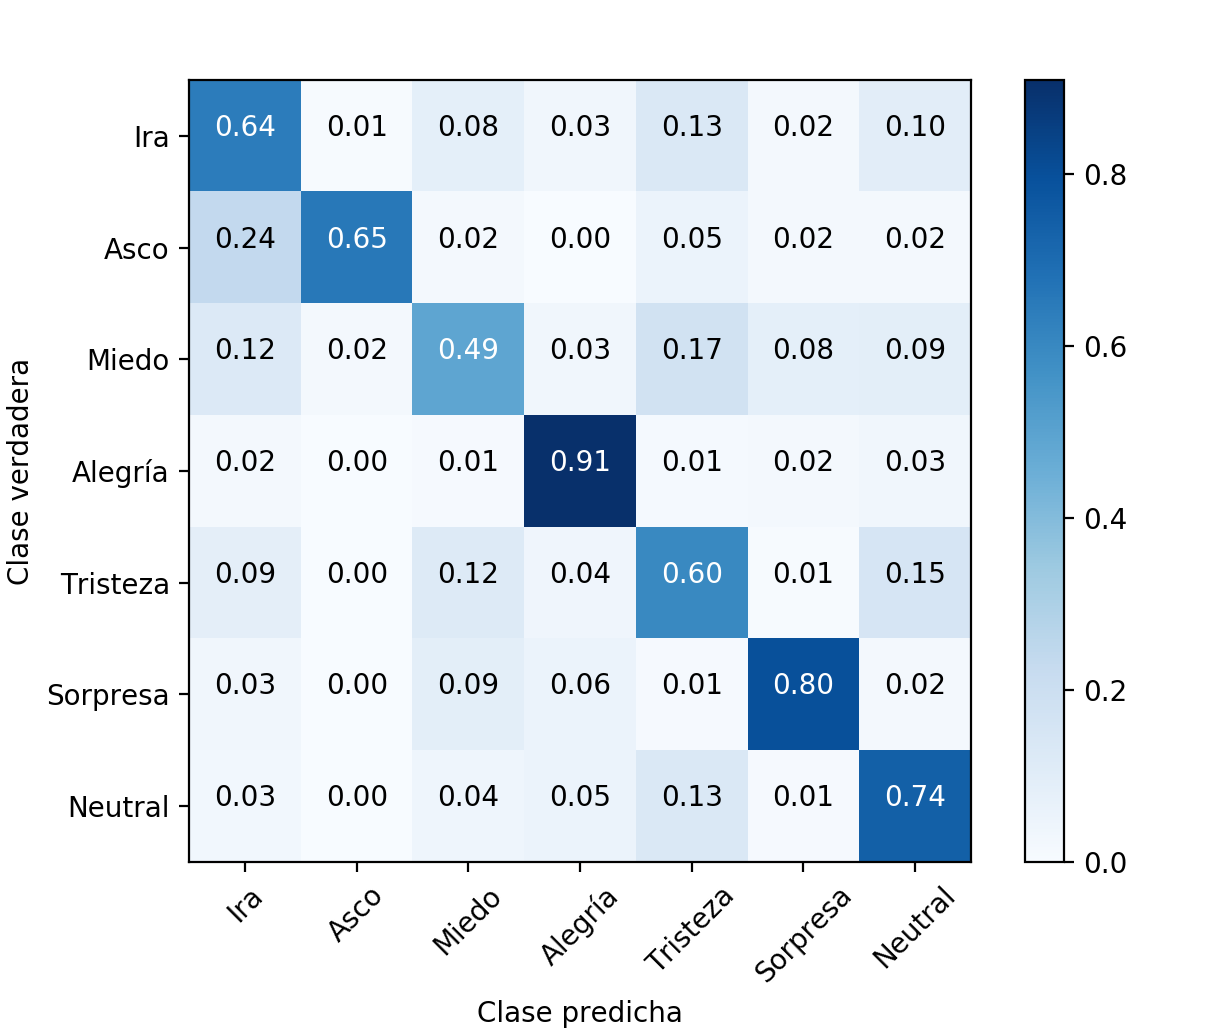 Ira 0.64 0.01 0.08 0.03 0.13 0.02 0.10
Asco 0.24 0.65 0.02 0.00 0.05 0.02 0.02
Miedo 0.12 0.02 0.49 0.03 0.17 0.08 0.09
Alegría 0.02 0.00 0.01 0.91 0.01 0.02 0.03
Tristeza 0.09 0.00 0.12 0.04 0.60 0.01 0.15
Sorpresa 0.03 0.00 0.09 0.06 0.01 0.80 0.02
Neutral 0.03 0.00 0.04 0.05 0.13 0.01 0.74
Ira Asco Miedo Alegría Tristeza Sorpresa Neutral
Clase predicha
Clase verdadera
0.8
0.6
0.4
0.2
0.0